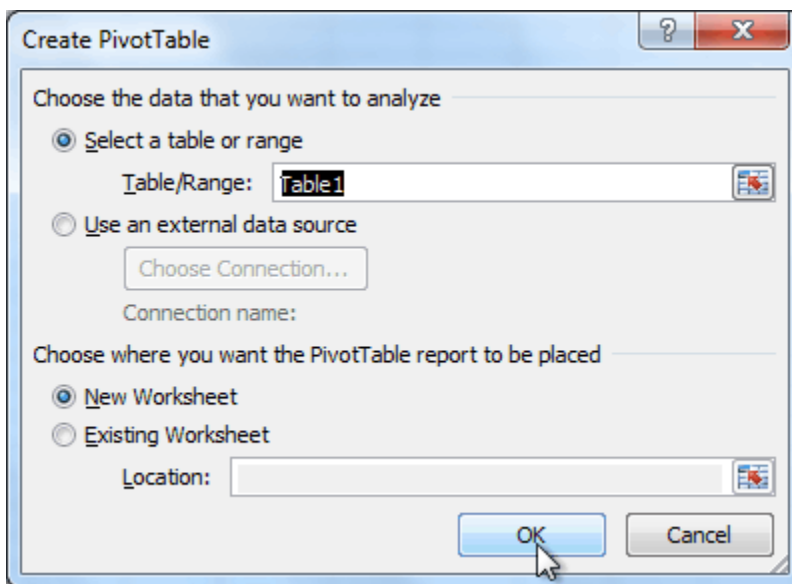 Create PivotTable
Choose the data that you want to analyze
Select a table or range
Table/Range: Table1
Use an external data source
Choose Connection...
Connection name:
Choose where you want the PivotTable report to be placed
New Worksheet
Existing Worksheet
Location:
OK Cancel